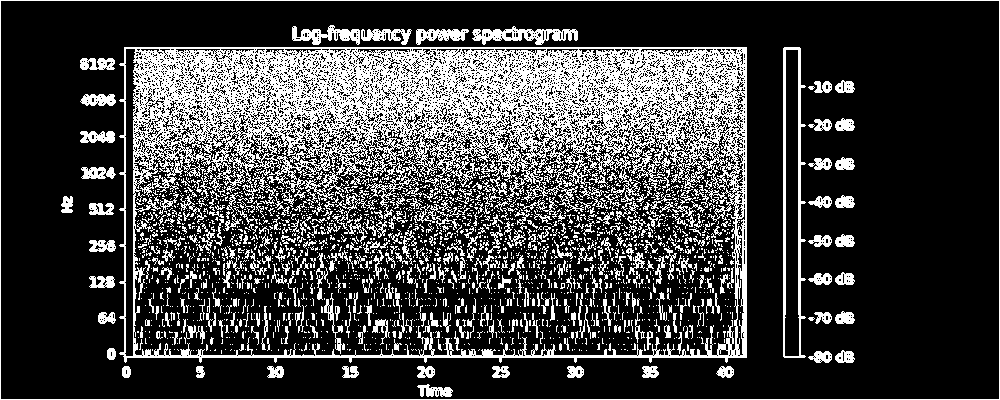 Log-frequency power spectrogram
8192
4096
2048
1024
512
256
128
64
0
Hz
0 5 10 15 20 25 30 35 40
Time
-10 dB
-20 dB
-30 dB
-40 dB
-50 dB
-60 dB
-70 dB
-80 dB